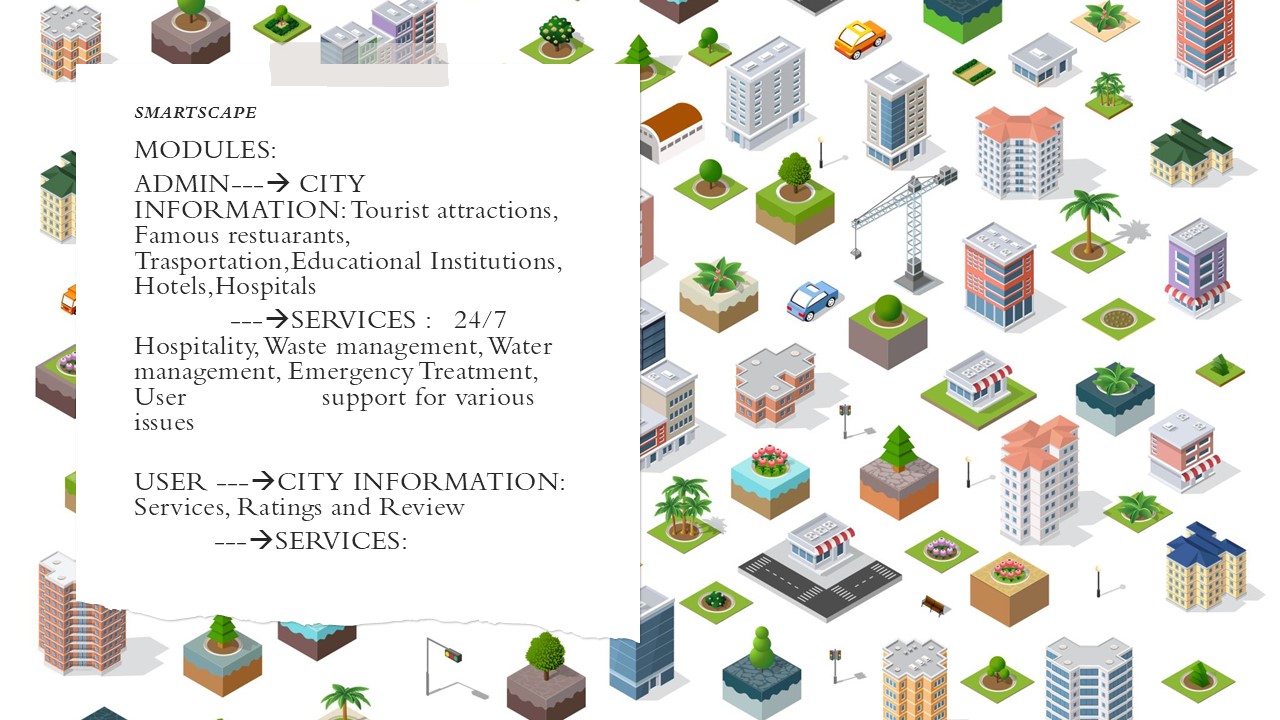 SMARTSCAPE
MODULES:
ADMIN---→ CITY
INFORMATION: Tourist attractions,
Famous restuarants,
Trasportation,Educational Institutions,
Hotels,Hospitals
---→SERVICES :   24/7
Hospitality, Waste management, Water
management, Emergency Treatment,
User                 support for various
issues
USER ---→CITY INFORMATION:
Services, Ratings and Review
---→SERVICES: